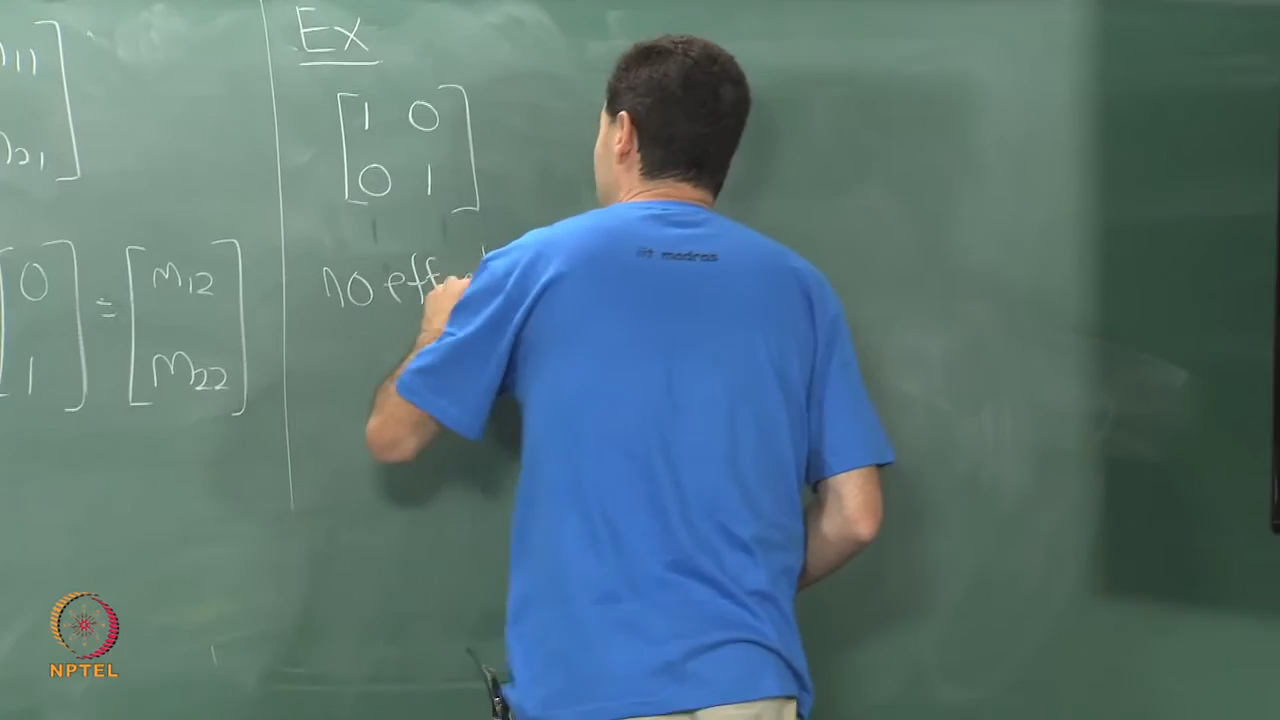 m11
m21
0
1
=
m12
m22
Ex
1 0
0 1
no eff
iit madras
NPTEL